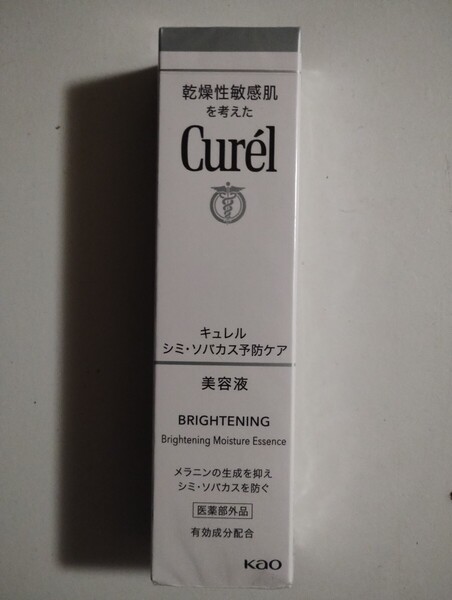 乾燥性敏感肌
を考えた
Curél
キュレル
シミ・ソバカス予防ケア
美容液
BRIGHTENING
Brightening Moisture Essence
メラニンの生成を抑え
シミ・ソバカスを防ぐ
医薬部外品
有効成分配合
Kao